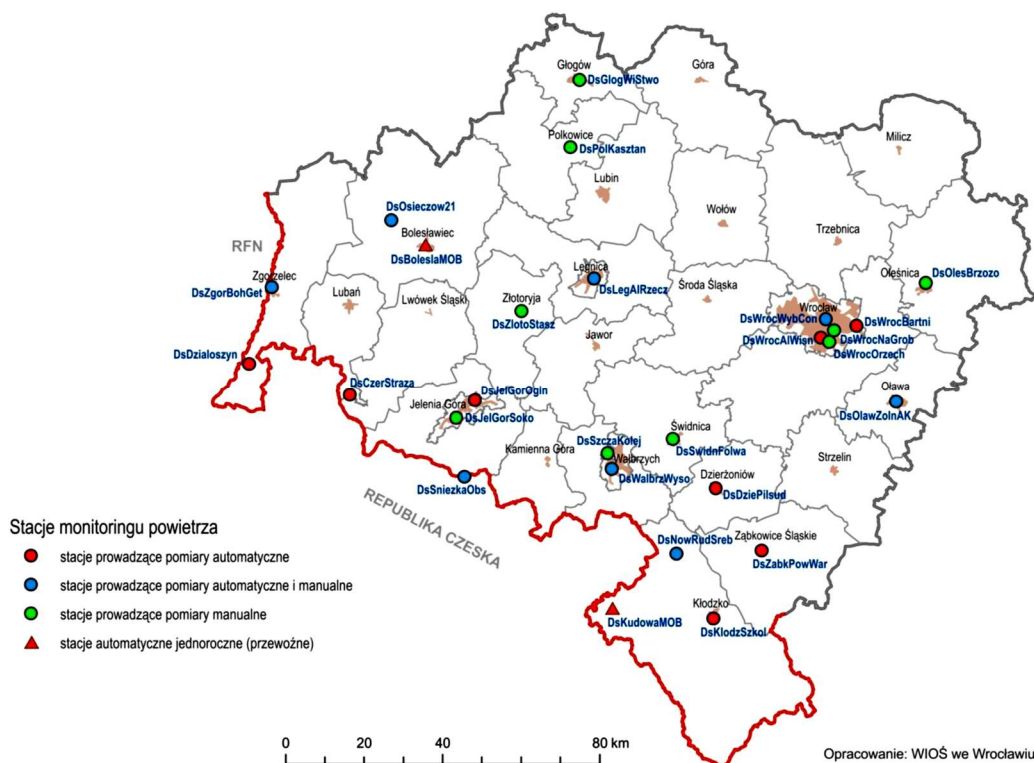 Głogów
DsGlogWiStwo
Góra
Milicz
Polkowice
DsPolKasztan
Lubin
DsOsieczow21
Bolesławiec
DsBoleslaMOB
Wołów
Trzebnica
RFN
Zgorzelec
DsZgorBohGet
Lubań
Lwówek Śląski
Złotoryja
DsZlotoStasz
Legnica
DsLegAlRzecz
Środa Śląska
Jawor
Oleśnica
DsOlesBrzozo
Wrocław
DsWrocWybCon
DsWrocBartni
DsWrocAlWisn
DsWrocNaGrob
DsWrocOrzech
DsDzialoszyn
DsCzerStraza
DsJelGorOgin
Jelenia Góra
DsJelGorSoko
Oława
DsOlawZolnAK
Kamienna Góra
DsSzczaKolej
Wałbrzych
DsWalbrzWyso
Świdnica
DsSwidnFolwa
Dzierżoniów
DsDziePilsud
Strzelin
DsSniezkaObs
REPUBLIKA CZESKA
DsNowRudSreb
Ząbkowice Śląskie
DsZabkPowWar
DsKudowaMOB
Kłodzko
DsKlodzSzkol
Stacje monitoringu powietrza
stacje prowadzące pomiary automatyczne
stacje prowadzące pomiary automatyczne i manualne
stacje prowadzące pomiary manualne
stacje automatyczne jednoroczne (przewoźne)
0 20 40 80 km
Opracowanie: WIOŚ we Wrocławiu